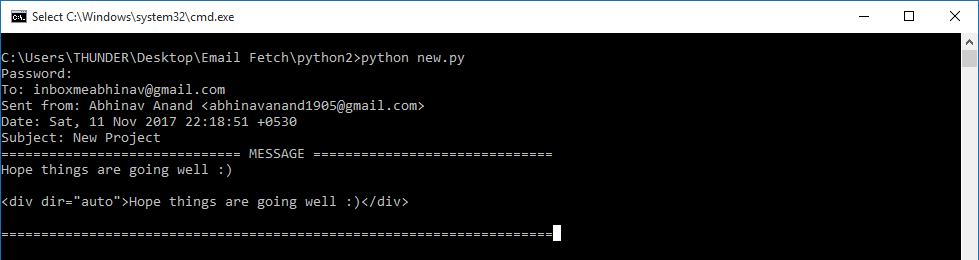 Select C:\Windows\system32\cmd.exe
C:\Users\THUNDER\Desktop\Email Fetch\python2>python new.py
Password:
To: inboxmeabhinav@gmail.com
Sent from: Abhinav Anand <abhinavanand1905@gmail.com>
Date: Sat, 11 Nov 2017 22:18:51 +0530
Subject: New Project
============================== MESSAGE ==============================
Hope things are going well :)
<div dir="auto">Hope things are going well :)</div>
=====================================================================